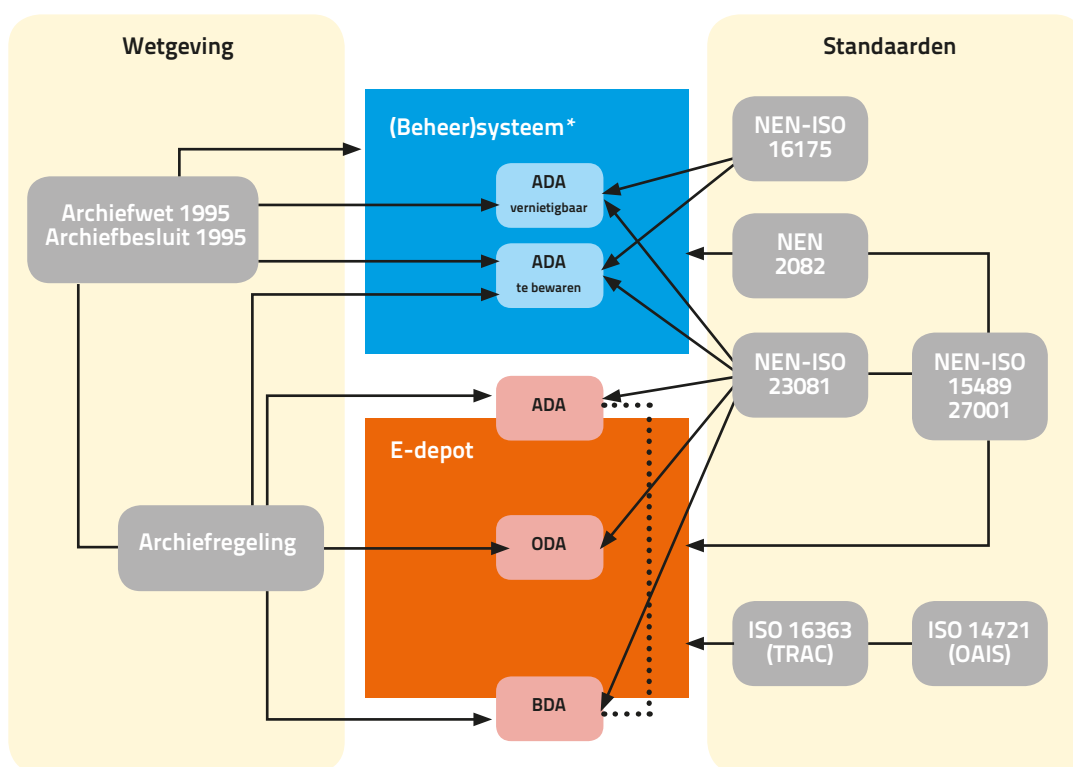 Wetgeving
Archiefwet 1995
Archiefbesluit 1995
Archiefregeling
(Beheer)systeem*
ADA
vernietigbaar
ADA
te bewaren
ADA
E-depot
ODA
BDA
Standaarden
NEN-ISO
16175
NEN
2082
NEN-ISO
23081
NEN-ISO
15489
27001
ISO 16363
(TRAC)
ISO 14721
(OAIS)